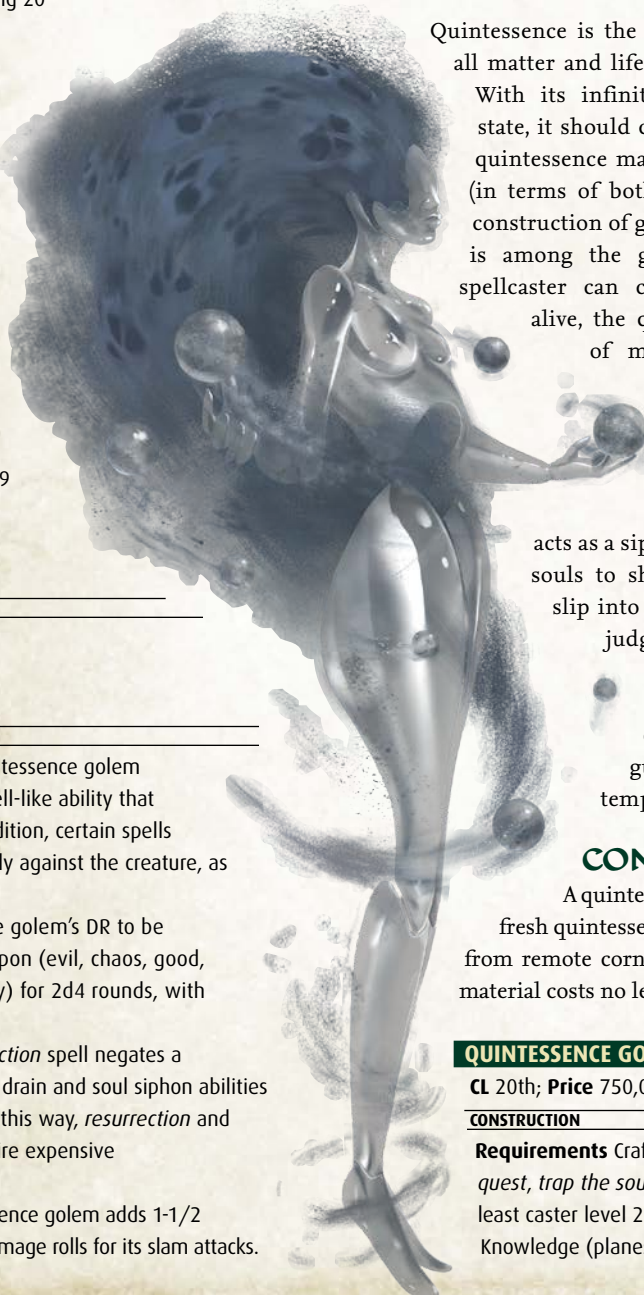 20
9
tessence golem
ell-like ability that
dition, certain spells
ly against the creature, as
e golem's DR to be
pon (evil, chaos, good,
y) for 2d4 rounds, with
ction spell negates a
drain and soul siphon abilities
this way, resurrection and
ire expensive
ence golem adds 1-1/2
mage rolls for its slam attacks.
Quintessence is the
all matter and life
With its infinit
state, it should
quintessence ma
(in terms of bot
construction of g
is among the g
spellcaster can c
alive, the q
of m
acts as a sip
souls to sh
slip into
judg
gu
temp
CON
A quinte
fresh quintesse
from remote corn
material costs no le
QUINTESSENCE GO
CL 20th; Price 750,0
CONSTRUCTION
Requirements Craf
quest, trap the sou
least caster level 2
Knowledge (plane